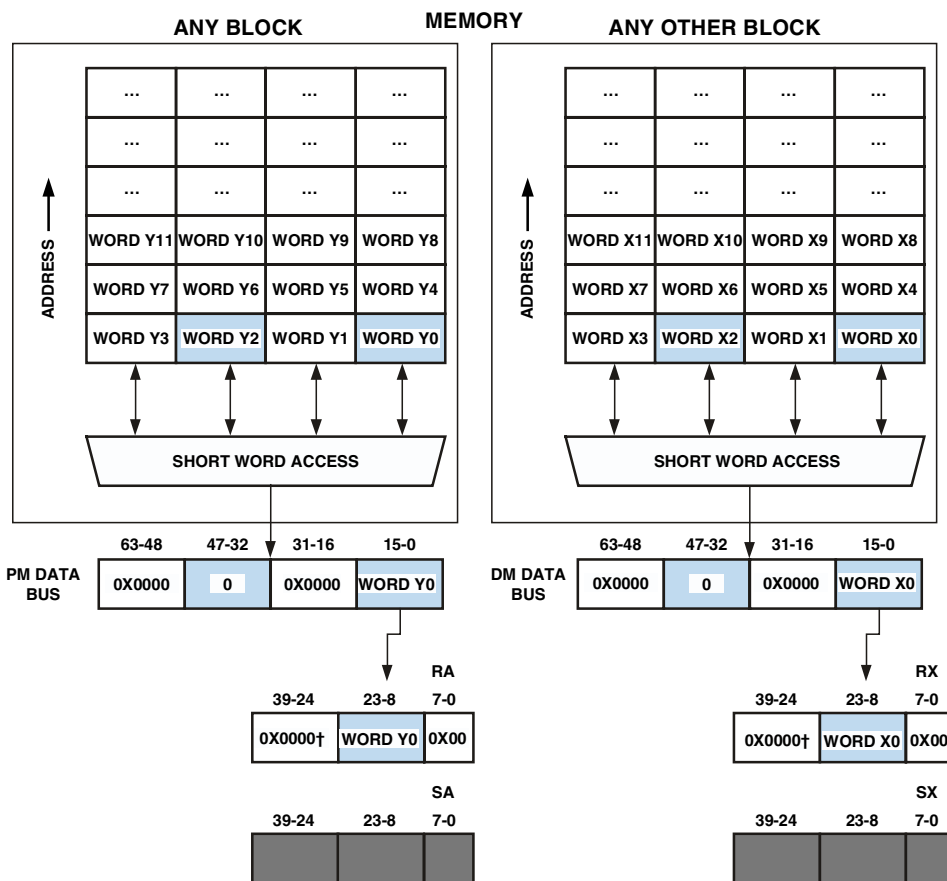 MEMORY
ANY BLOCK ANY OTHER BLOCK
... ... ... ... ... ... ... ...
... ... ... ... ... ... ... ...
... ... ... ... ... ... ... ...
ADDRESS ADDRESS
WORD Y11 WORD Y10 WORD Y9 WORD Y8 WORD X11 WORD X10 WORD X9 WORD X8
WORD Y7 WORD Y6 WORD Y5 WORD Y4 WORD X7 WORD X6 WORD X5 WORD X4
WORD Y3 WORD Y2 WORD Y1 WORD Y0 WORD X3 WORD X2 WORD X1 WORD X0
SHORT WORD ACCESS SHORT WORD ACCESS
63-48 47-32 31-16 15-0 63-48 47-32 31-16 15-0
PM DATA BUS 0X0000 0 0X0000 WORD Y0 DM DATA BUS 0X0000 0 0X0000 WORD X0
RA RX
39-24 23-8 7-0 39-24 23-8 7-0
0X0000† WORD Y0 0X00 0X0000† WORD X0 0X00
SA SX
39-24 23-8 7-0 39-24 23-8 7-0